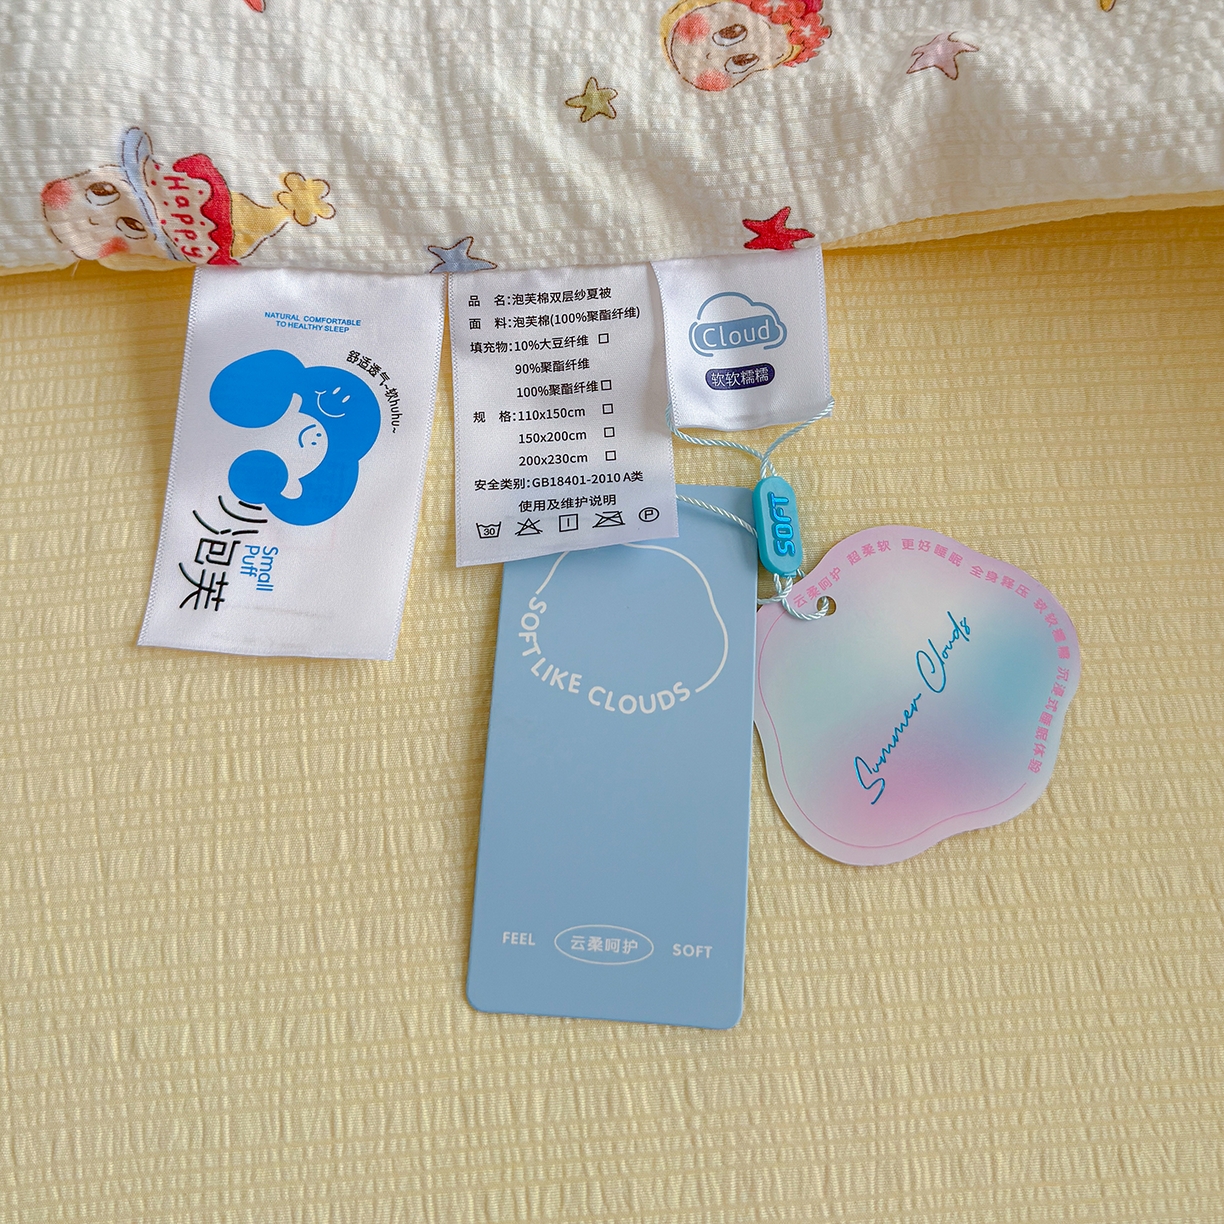 Happy
NATURAL COMFORTABLE
TO HEALTHY SLEEP
舒适透气~软huhu~
小泡芙
Small
Puff
品 名:泡芙棉双层纱夏被
面 料:泡芙棉(100%聚酯纤维)
填充物:10%大豆纤维 □
90%聚酯纤维
100%聚酯纤维□
规 格:110x150cm □
150x200cm □
200x230cm □
安全类别:GB18401-2010 A类
使用及维护说明
30
P
Cloud
软软糯糯
SOFT
SOFT LIKE CLOUDS
FEEL
云柔呵护
SOFT
云柔呵护 超柔软 更好睡眠 全身释压 软软糯糯 沉浸式睡眠体验
Summer Clouds